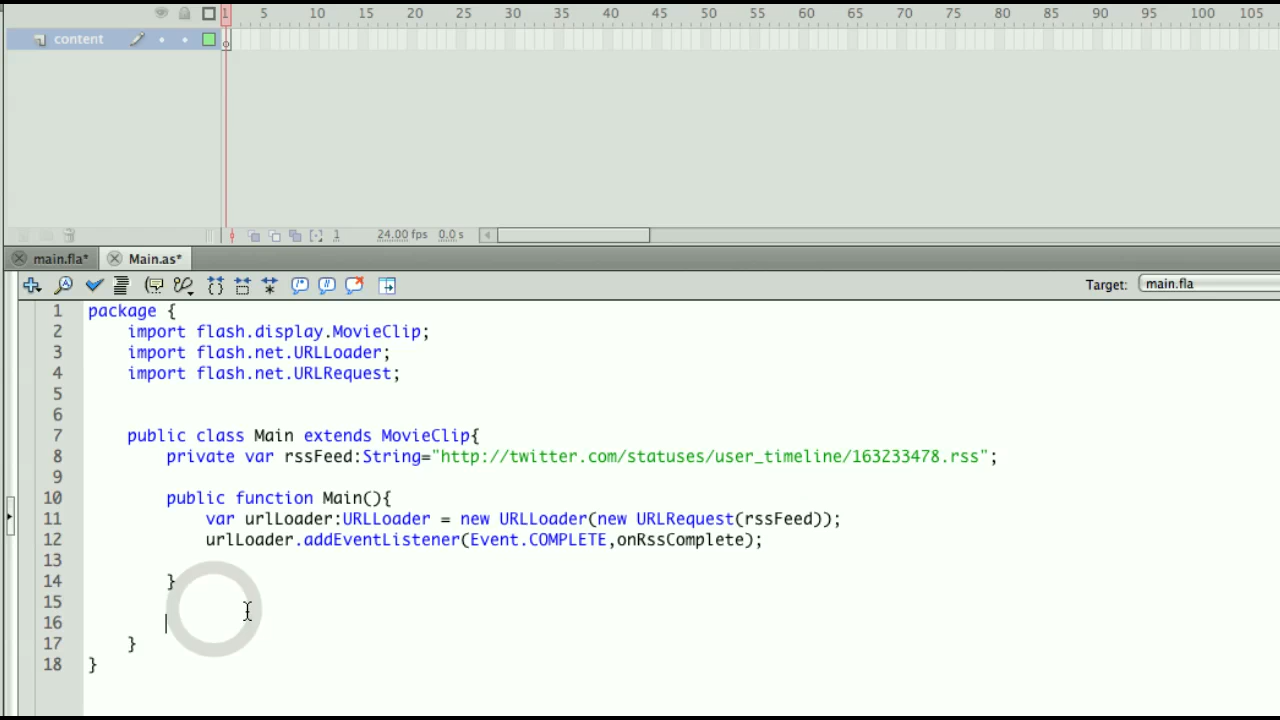 1 5 10 15 20 25 30 35 40 45 50 55 60 65 70 75 80 85 90 95 100 105
content
1 24.00 fps 0.0 s
main.fla* Main.as*
Target: main.fla
1 package {
2 import flash.display.MovieClip;
3 import flash.net.URLLoader;
4 import flash.net.URLRequest;
5
6
7 public class Main extends MovieClip{
8 private var rssFeed:String="http://twitter.com/statuses/user_timeline/163233478.rss";
9
10 public function Main(){
11 var urlLoader:URLLoader = new URLLoader(new URLRequest(rssFeed));
12 urlLoader.addEventListener(Event.COMPLETE,onRssComplete);
13
14 }
15
16
17 }
18 }